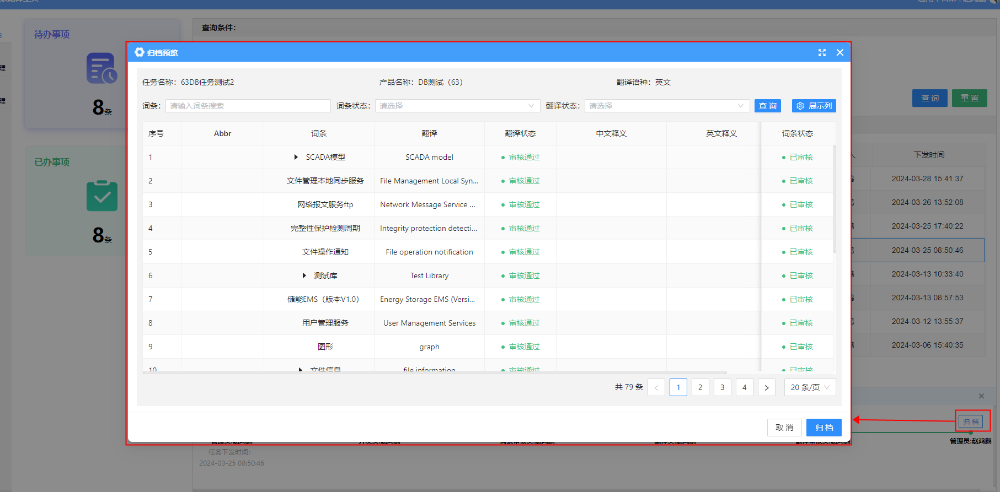 查询条件：
待办事项
8条
已办事项
8条
理
理
查 询
重 置
下发时间
2024-03-28 15:41:37
2024-03-26 13:52:08
2024-03-25 17:40:22
2024-03-25 08:50:46
2024-03-13 10:33:40
2024-03-13 08:57:53
2024-03-12 13:55:37
2024-03-06 15:40:35
归档预览
任务名称：63DB任务测试2 产品名称：DB测试（63） 翻译语种：英文
词条： 请输入词条搜索 词条状态： 请选择 翻译状态： 请选择 查 询 展示列
序号 Abbr 词条 翻译 翻译状态 中文释义 英文释义 词条状态
1 SCADA模型 SCADA model 审核通过 已审核
2 文件管理本地同步服务 File Management Local Syn... 审核通过 已审核
3 网络报文服务ftp Network Message Service ... 审核通过 已审核
4 完整性保护检测周期 Integrity protection detecti... 审核通过 已审核
5 文件操作通知 File operation notification 审核通过 已审核
6 测试库 Test Library 审核通过 已审核
7 储能EMS（版本V1.0） Energy Storage EMS (Versi... 审核通过 已审核
8 用户管理服务 User Management Services 审核通过 已审核
9 图形 graph 审核通过 已审核
10 文件信息 file information 审核通过 已审核
共 79 条 < 1 2 3 4 > 20 条/页
取 消 归 档
归 档
管理员:赵鸿鹏
任务下发时间：
2024-03-25 08:50:46